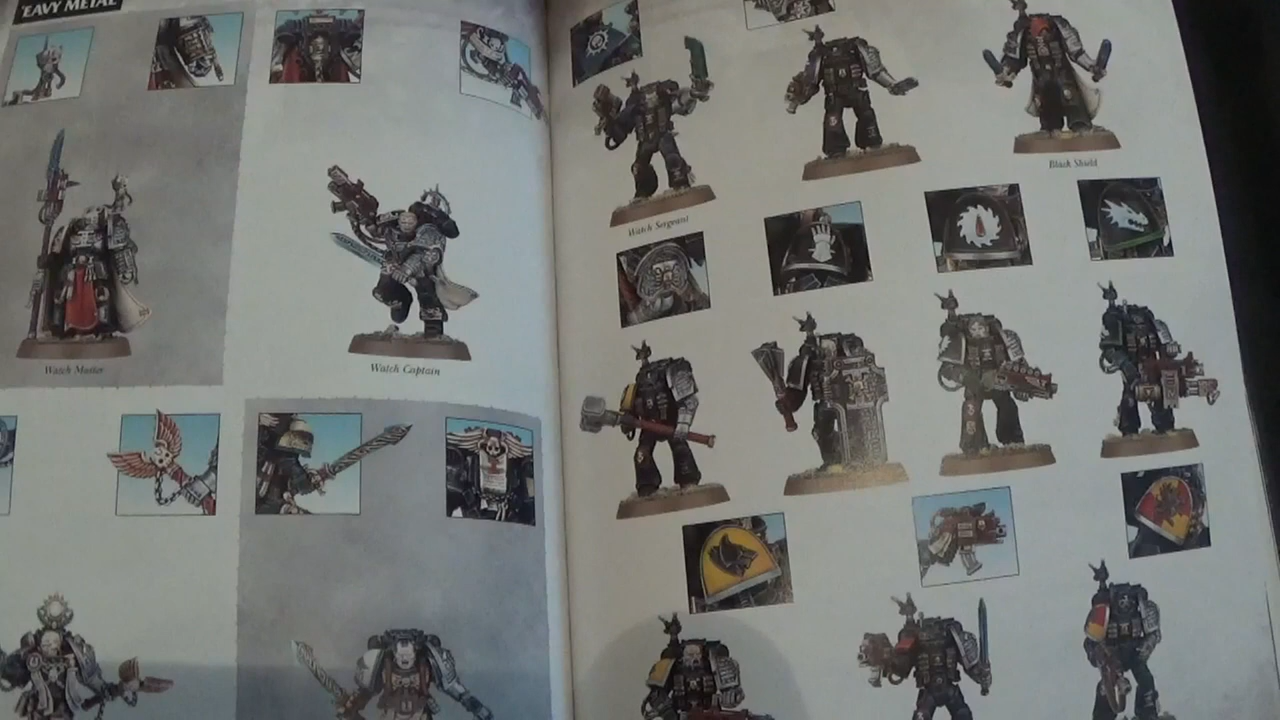 'EAVY METAL
Watch Master
Watch Captain
Watch Sergeant
Black Shield